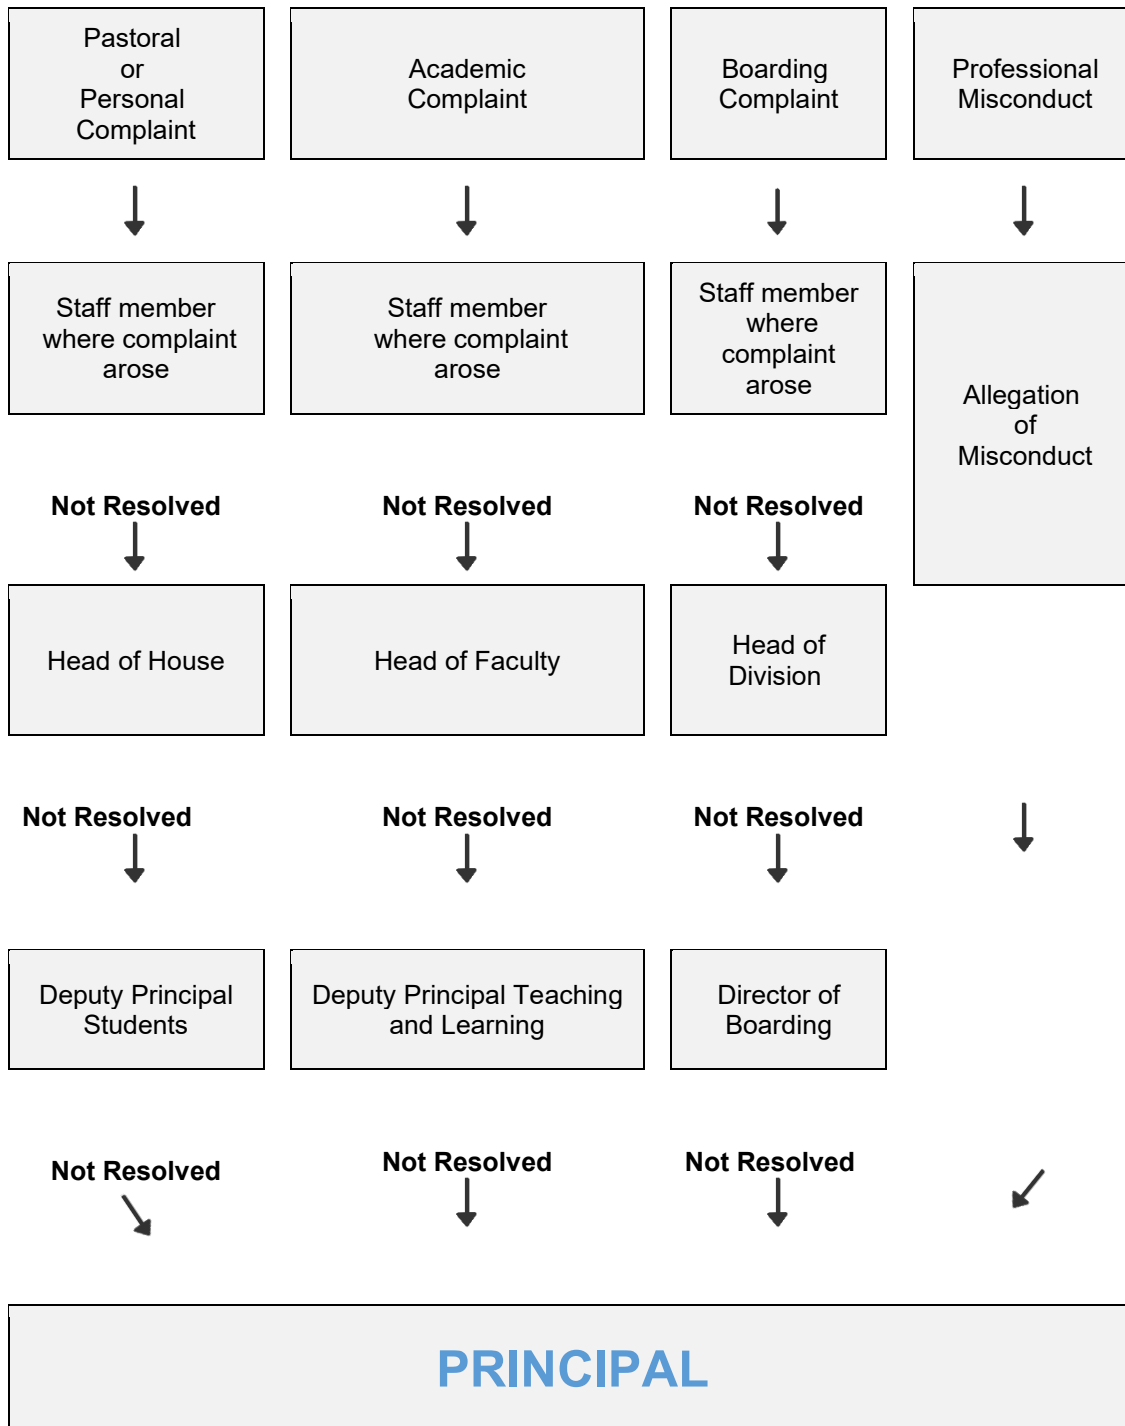 Pastoral
or
Personal
Complaint
Academic
Complaint
Boarding
Complaint
Professional
Misconduct
Staff member
where complaint
arose
Staff member
where complaint
arose
Staff member
where
complaint
arose
Allegation
of
Misconduct
Not Resolved
Not Resolved
Not Resolved
Head of House
Head of Faculty
Head of
Division
Not Resolved
Not Resolved
Not Resolved
Deputy Principal
Students
Deputy Principal Teaching
and Learning
Director of
Boarding
Not Resolved
Not Resolved
Not Resolved
PRINCIPAL